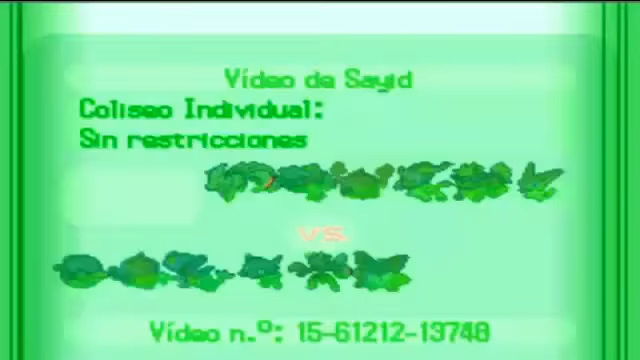 Vídeo de Sayid
Coliseo Individual:
Sin restricciones
VS.
Vídeo n.º: 15-61212-13748